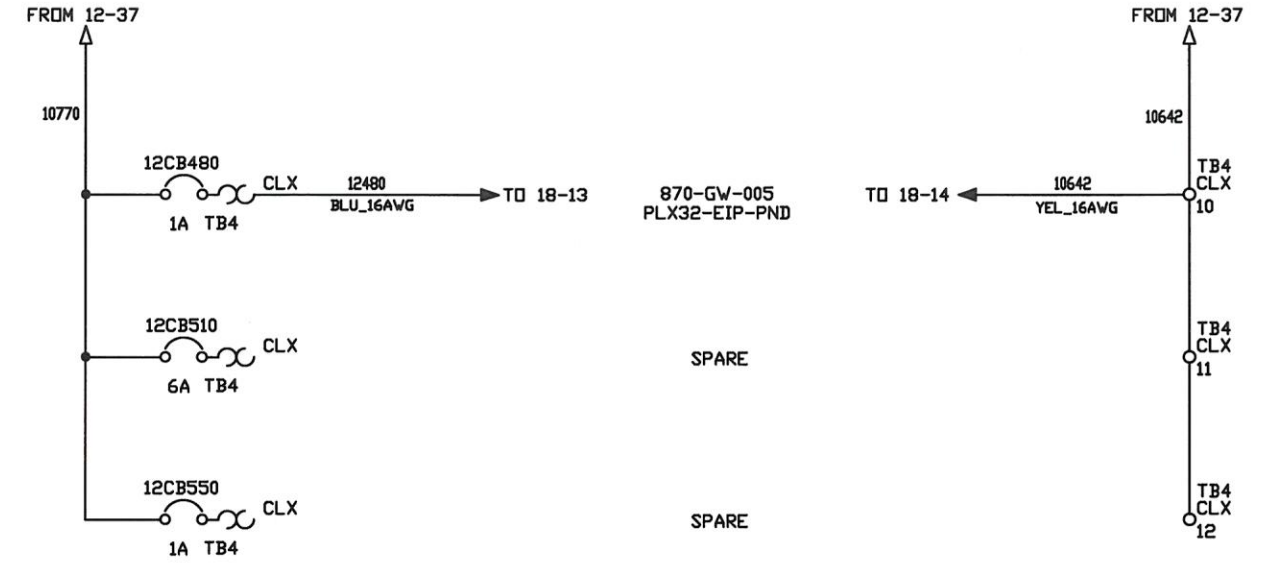 FROM 12-37
FROM 12-37
10770
10642
12CB480
CLX
1A TB4
12480
BLU_16AWG
TO 18-13
870-GW-005
PLX32-EIP-PND
TO 18-14
10642
YEL_16AWG
TB4
CLX
10
12CB510
CLX
6A TB4
SPARE
TB4
CLX
11
12CB550
CLX
1A TB4
SPARE
TB4
CLX
12